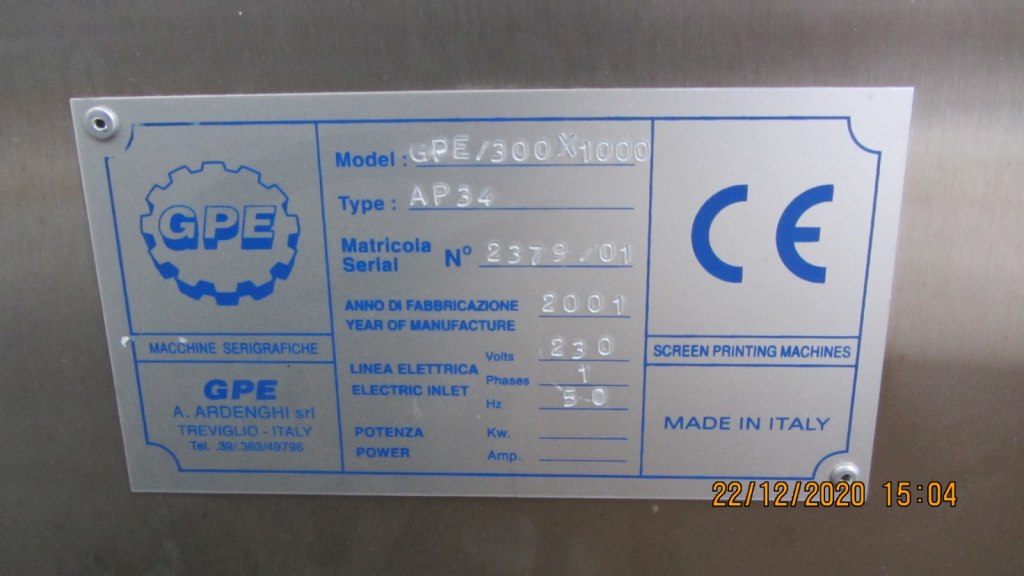 GPE
MACCHINE SERIGRAFICHE
GPE
A. ARDENGHI srl
TREVIGLIO - ITALY
Tel. .39/.363/49796
Model : GPE/300X1000
Type : AP34
Matricola
Serial Nº 2379/01
ANNO DI FABBRICAZIONE
YEAR OF MANUFACTURE 2001
LINEA ELETTRICA
ELECTRIC INLET
Volts 230
Phases 1
Hz 50
POTENZA
POWER
Kw.
Amp.
CE
SCREEN PRINTING MACHINES
MADE IN ITALY
22/12/2020 15:04